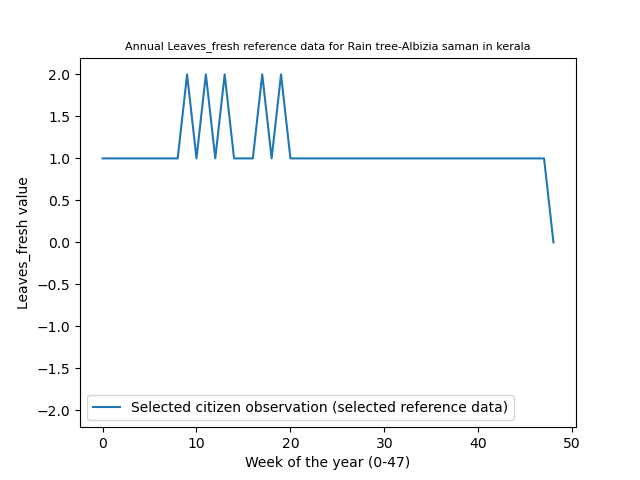 Annual Leaves_fresh reference data for Rain tree-Albizia saman in kerala
2.0
1.5
1.0
0.5
0.0
−0.5
−1.0
−1.5
−2.0
Leaves_fresh value
Selected citizen observation (selected reference data)
0 10 20 30 40 50
Week of the year (0-47)